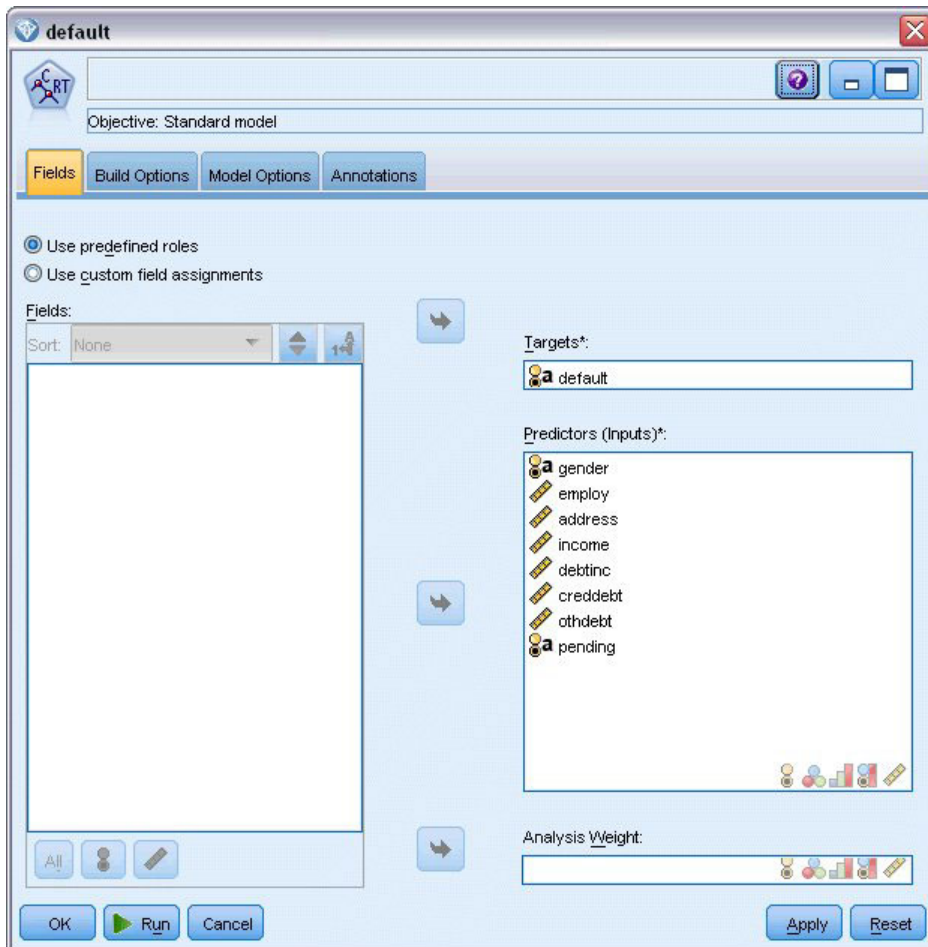 default
C RT
Objective: Standard model
Fields
Build Options
Model Options
Annotations
Use predefined roles
Use custom field assignments
Fields:
Sort: None
Targets*:
a default
Predictors (Inputs)*:
a gender
employ
address
income
debtinc
creddebt
othdebt
a pending
All
Analysis Weight:
OK
Run
Cancel
Apply
Reset